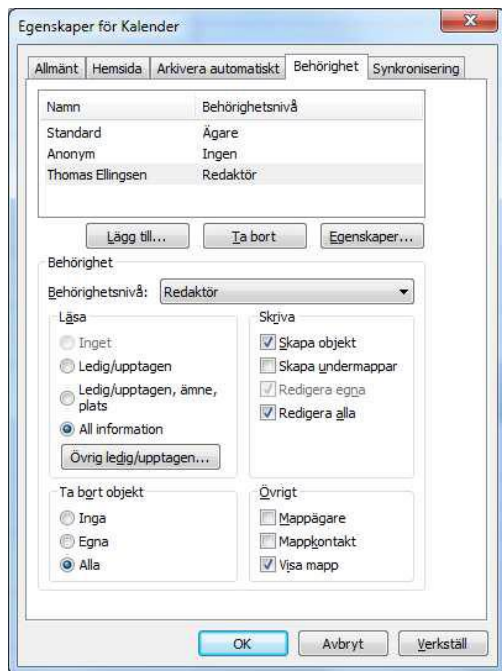 Egenskaper för Kalender
Allmänt Hemsida Arkivera automatiskt Behörighet Synkronisering
Namn Behörighetsnivå
Standard Ägare
Anonym Ingen
Thomas Ellingsen Redaktör
Lägg till... Ta bort Egenskaper...
Behörighet
Behörighetsnivå: Redaktör
Läsa
Inget
Ledig/upptagen
Ledig/upptagen, ämne,
plats
All information
Övrig ledig/upptagen...
Skriva
Skapa objekt
Skapa undermappar
Redigera egna
Redigera alla
Ta bort objekt
Inga
Egna
Alla
Övrigt
Mappägare
Mappkontakt
Visa mapp
OK Avbryt Verkställ